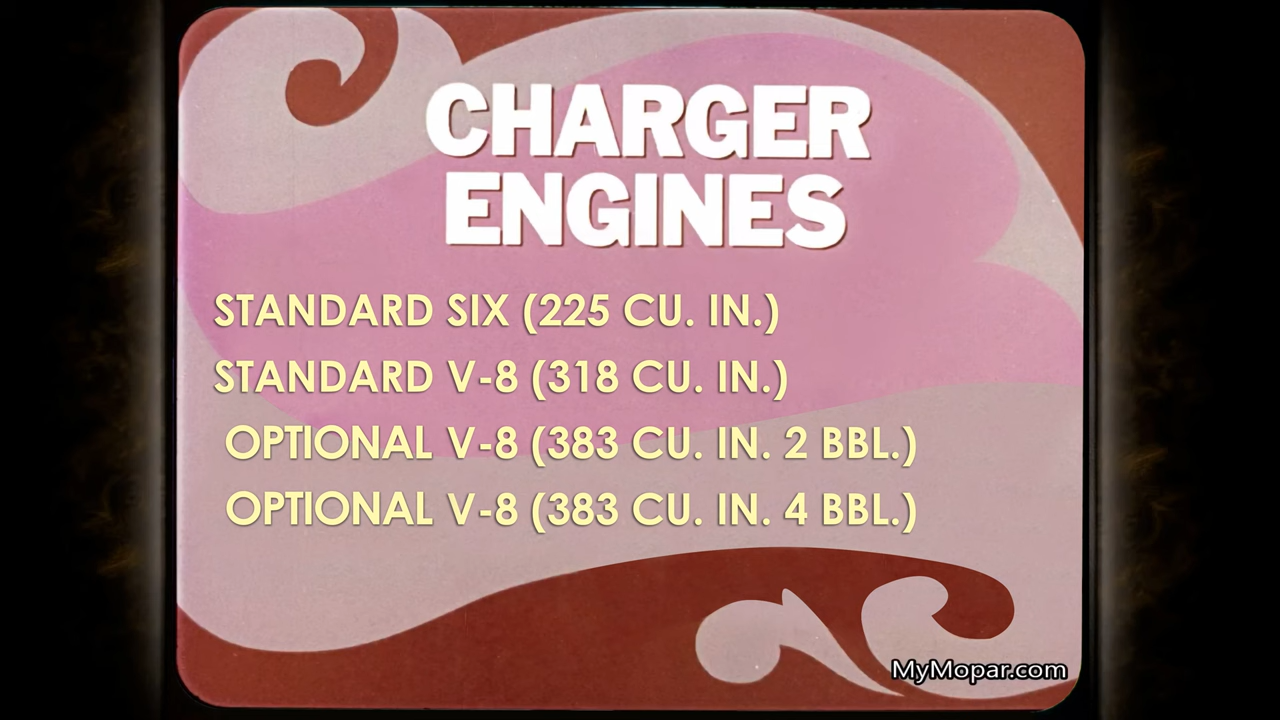 CHARGER
ENGINES
STANDARD SIX (225 CU. IN.)
STANDARD V-8 (318 CU. IN.)
OPTIONAL V-8 (383 CU. IN. 2 BBL.)
OPTIONAL V-8 (383 CU. IN. 4 BBL.)
MyMopar.com